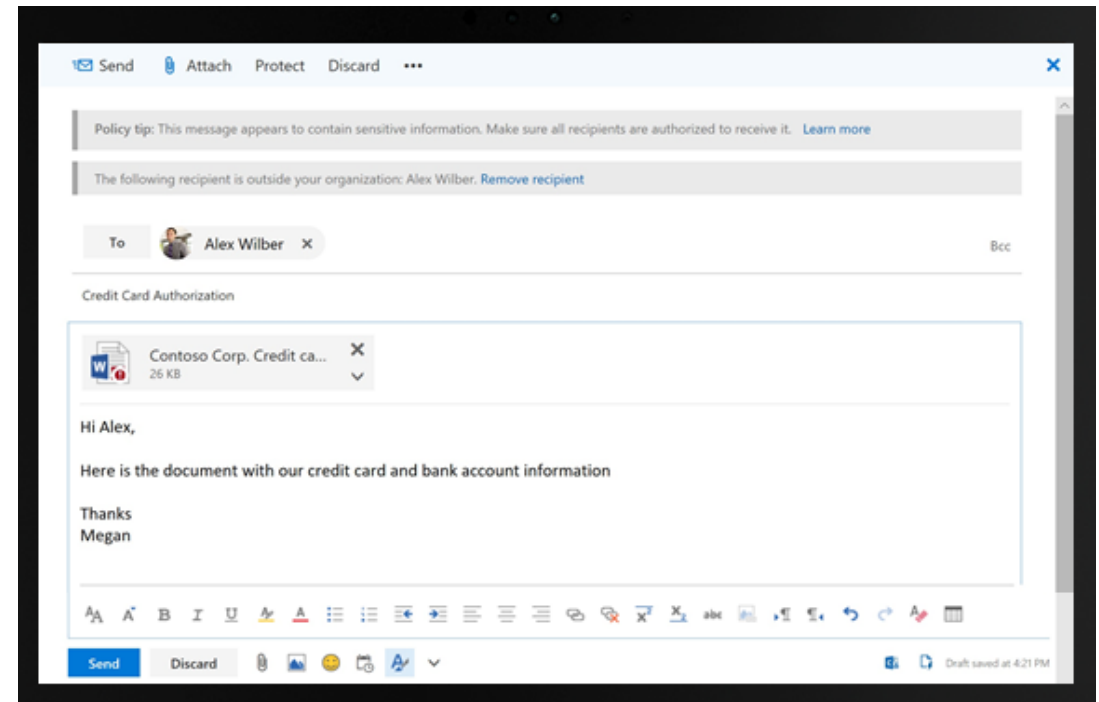 Send Attach Protect Discard •••
Policy tip: This message appears to contain sensitive information. Make sure all recipients are authorized to receive it. Learn more
The following recipient is outside your organization: Alex Wilber. Remove recipient
To Alex Wilber Bcc
Credit Card Authorization
Contoso Corp. Credit ca...
26 KB
Hi Alex,
Here is the document with our credit card and bank account information
Thanks
Megan
B I U A abc
Send Discard Draft saved at 4:21 PM